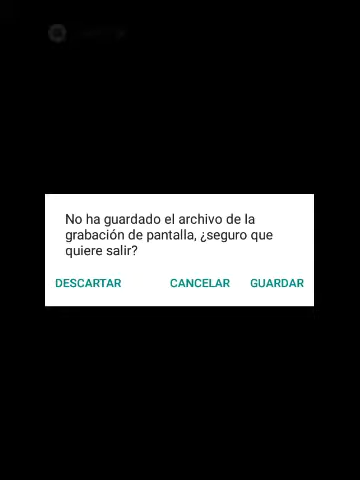 No ha guardado el archivo de la
grabación de pantalla, ¿seguro que
quiere salir?
DESCARTAR CANCELAR GUARDAR